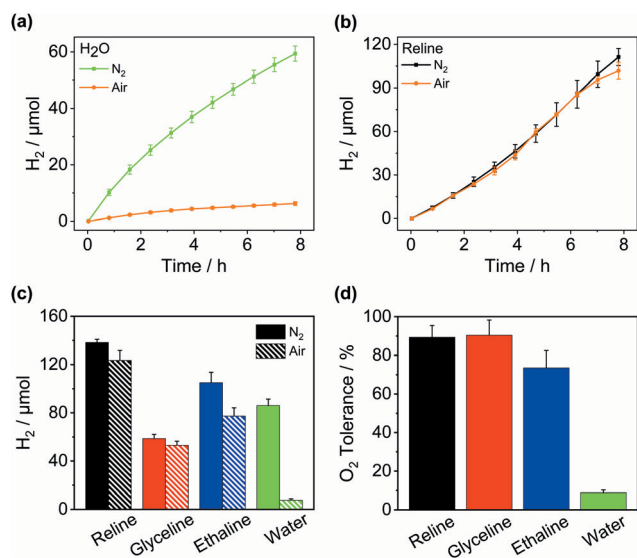 (a)
H2O
N₂
Air
H₂ / μmol
60
40
20
0
0 2 4 6 8
Time / h
(b)
Reline
N₂
Air
H₂ / μmol
120
90
60
30
0
0 2 4 6 8
Time / h
(c)
N₂
Air
H₂ / μmol
160
120
80
40
0
Reline
Glyceline
Ethaline
Water
(d)
O₂ Tolerance / %
100
80
60
40
20
0
Reline
Glyceline
Ethaline
Water